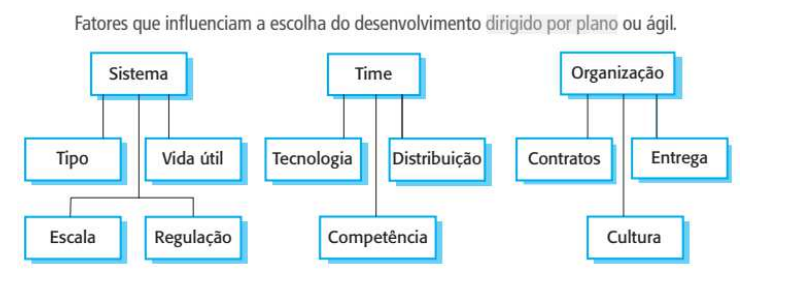 Fatores que influenciam a escolha do desenvolvimento dirigido por plano ou ágil.
Sistema
Time
Organização
Tipo
Vida útil
Tecnologia
Distribuição
Contratos
Entrega
Escala
Regulação
Competência
Cultura